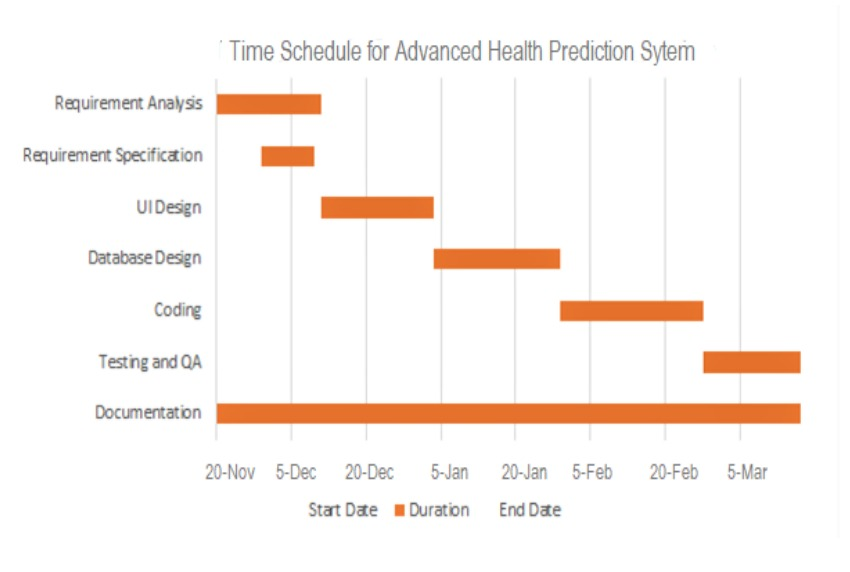 Time Schedule for Advanced Health Prediction Sytem
Requirement Analysis
Requirement Specification
UI Design
Database Design
Coding
Testing and QA
Documentation
20-Nov 5-Dec 20-Dec 5-Jan 20-Jan 5-Feb 20-Feb 5-Mar
Start Date Duration End Date